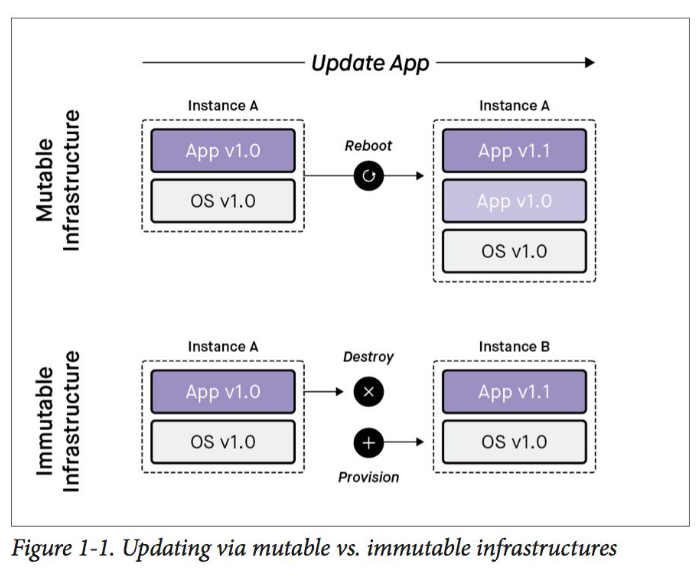 Update App
Mutable
Infrastructure
Instance A
App v1.0
OS v1.0
Reboot
Instance A
App v1.1
App v1.0
OS v1.0
Immutable
Infrastructure
Instance A
App v1.0
OS v1.0
Destroy
Provision
Instance B
App v1.1
OS v1.0
Figure 1-1. Updating via mutable vs. immutable infrastructures